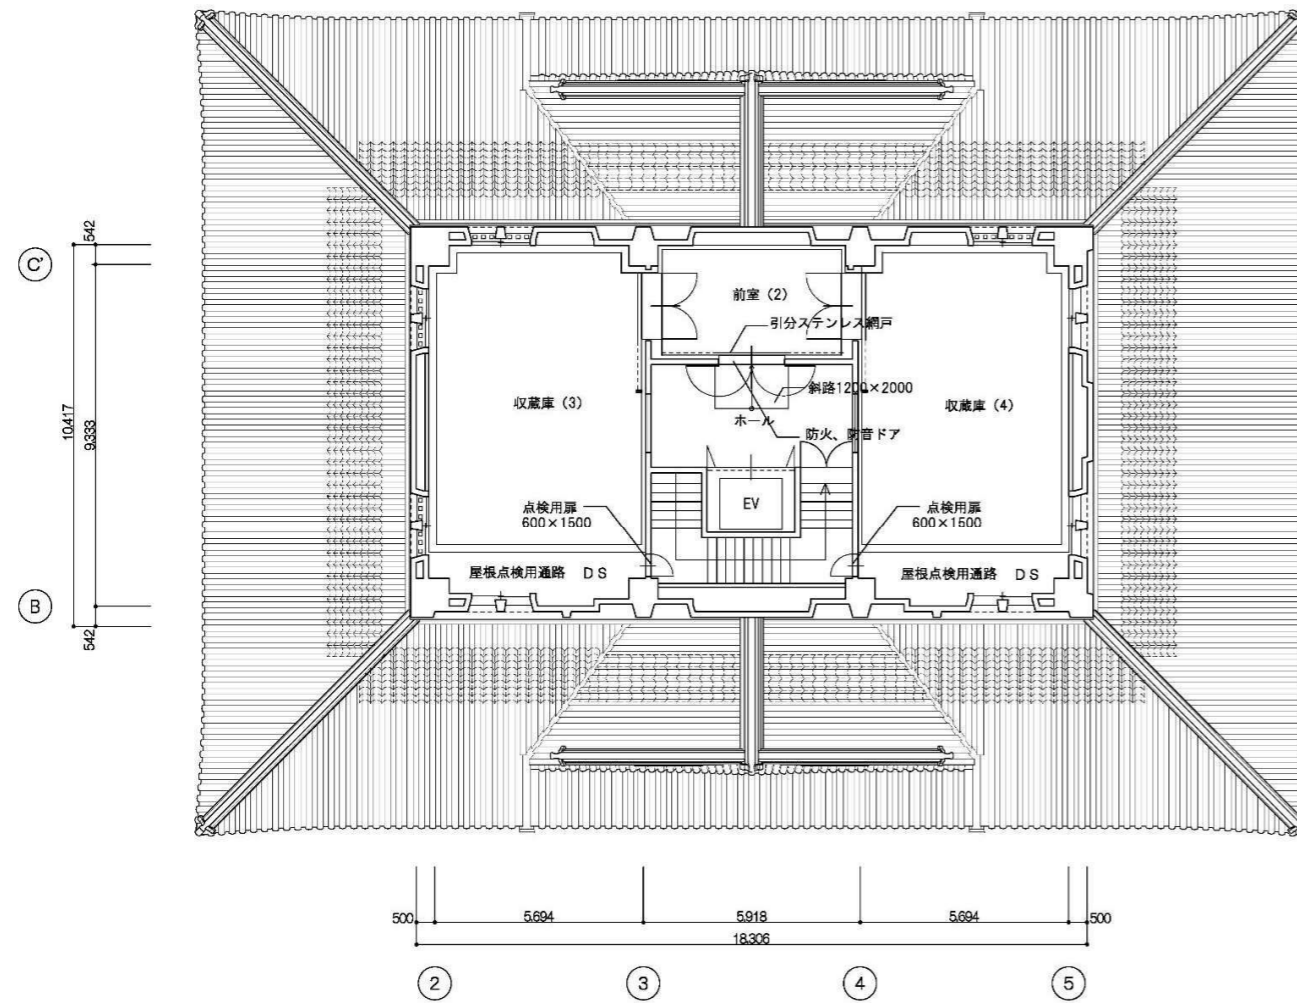 542
C'
10.417
9.333
B
542
前室（2）
引分ステンレス網戸
斜路1200×2000
収蔵庫（3）
収蔵庫（4）
ホール
防火、防音ドア
EV
点検用扉
600×1500
点検用扉
600×1500
屋根点検用通路　DS
屋根点検用通路　DS
500
5.694
5.918
5.694
500
18.306
2
3
4
5